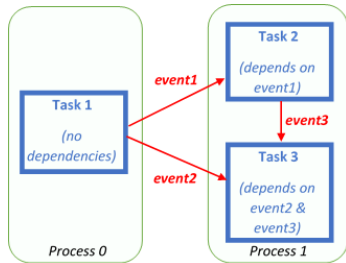 Task 1
(no
dependencies)
Process 0
event1
event2
Task 2
(depends on
event1)
event3
Task 3
(depends on
event2 &
event3)
Process 1